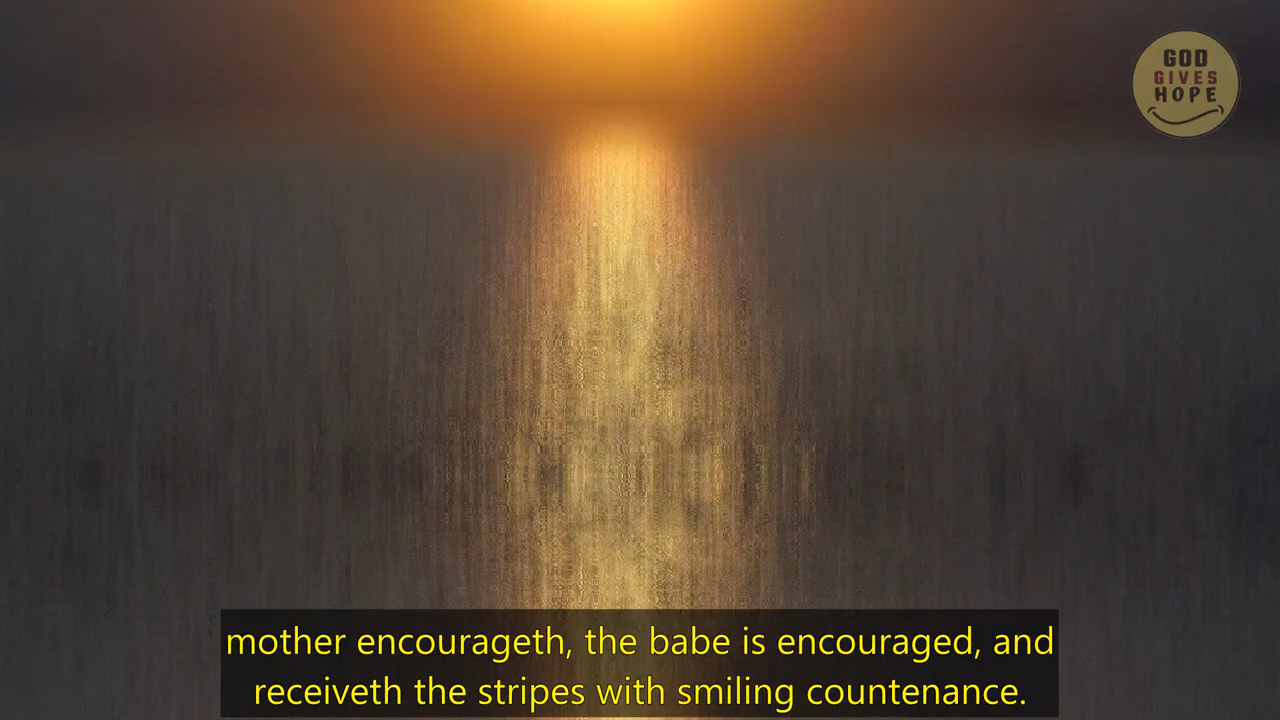 GOD
GIVES
HOPE
mother encourageth, the babe is encouraged, and
receiveth the stripes with smiling countenance.